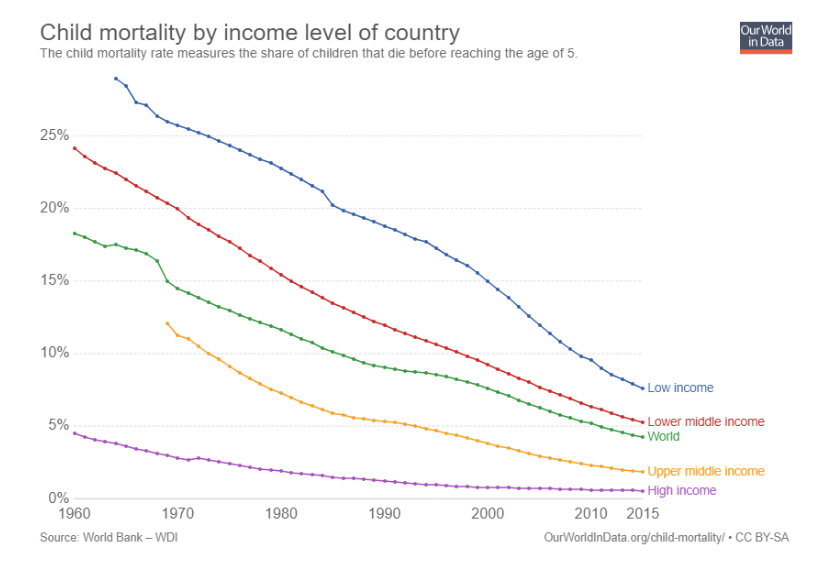 Child mortality by income level of country
The child mortality rate measures the share of children that die before reaching the age of 5.
Our World
in Data
25%
20%
15%
10%
5%
0%
Low income
Lower middle income
World
Upper middle income
High income
1960
1970
1980
1990
2000
2010
2015
Source: World Bank – WDI
OurWorldInData.org/child-mortality/ • CC BY-SA